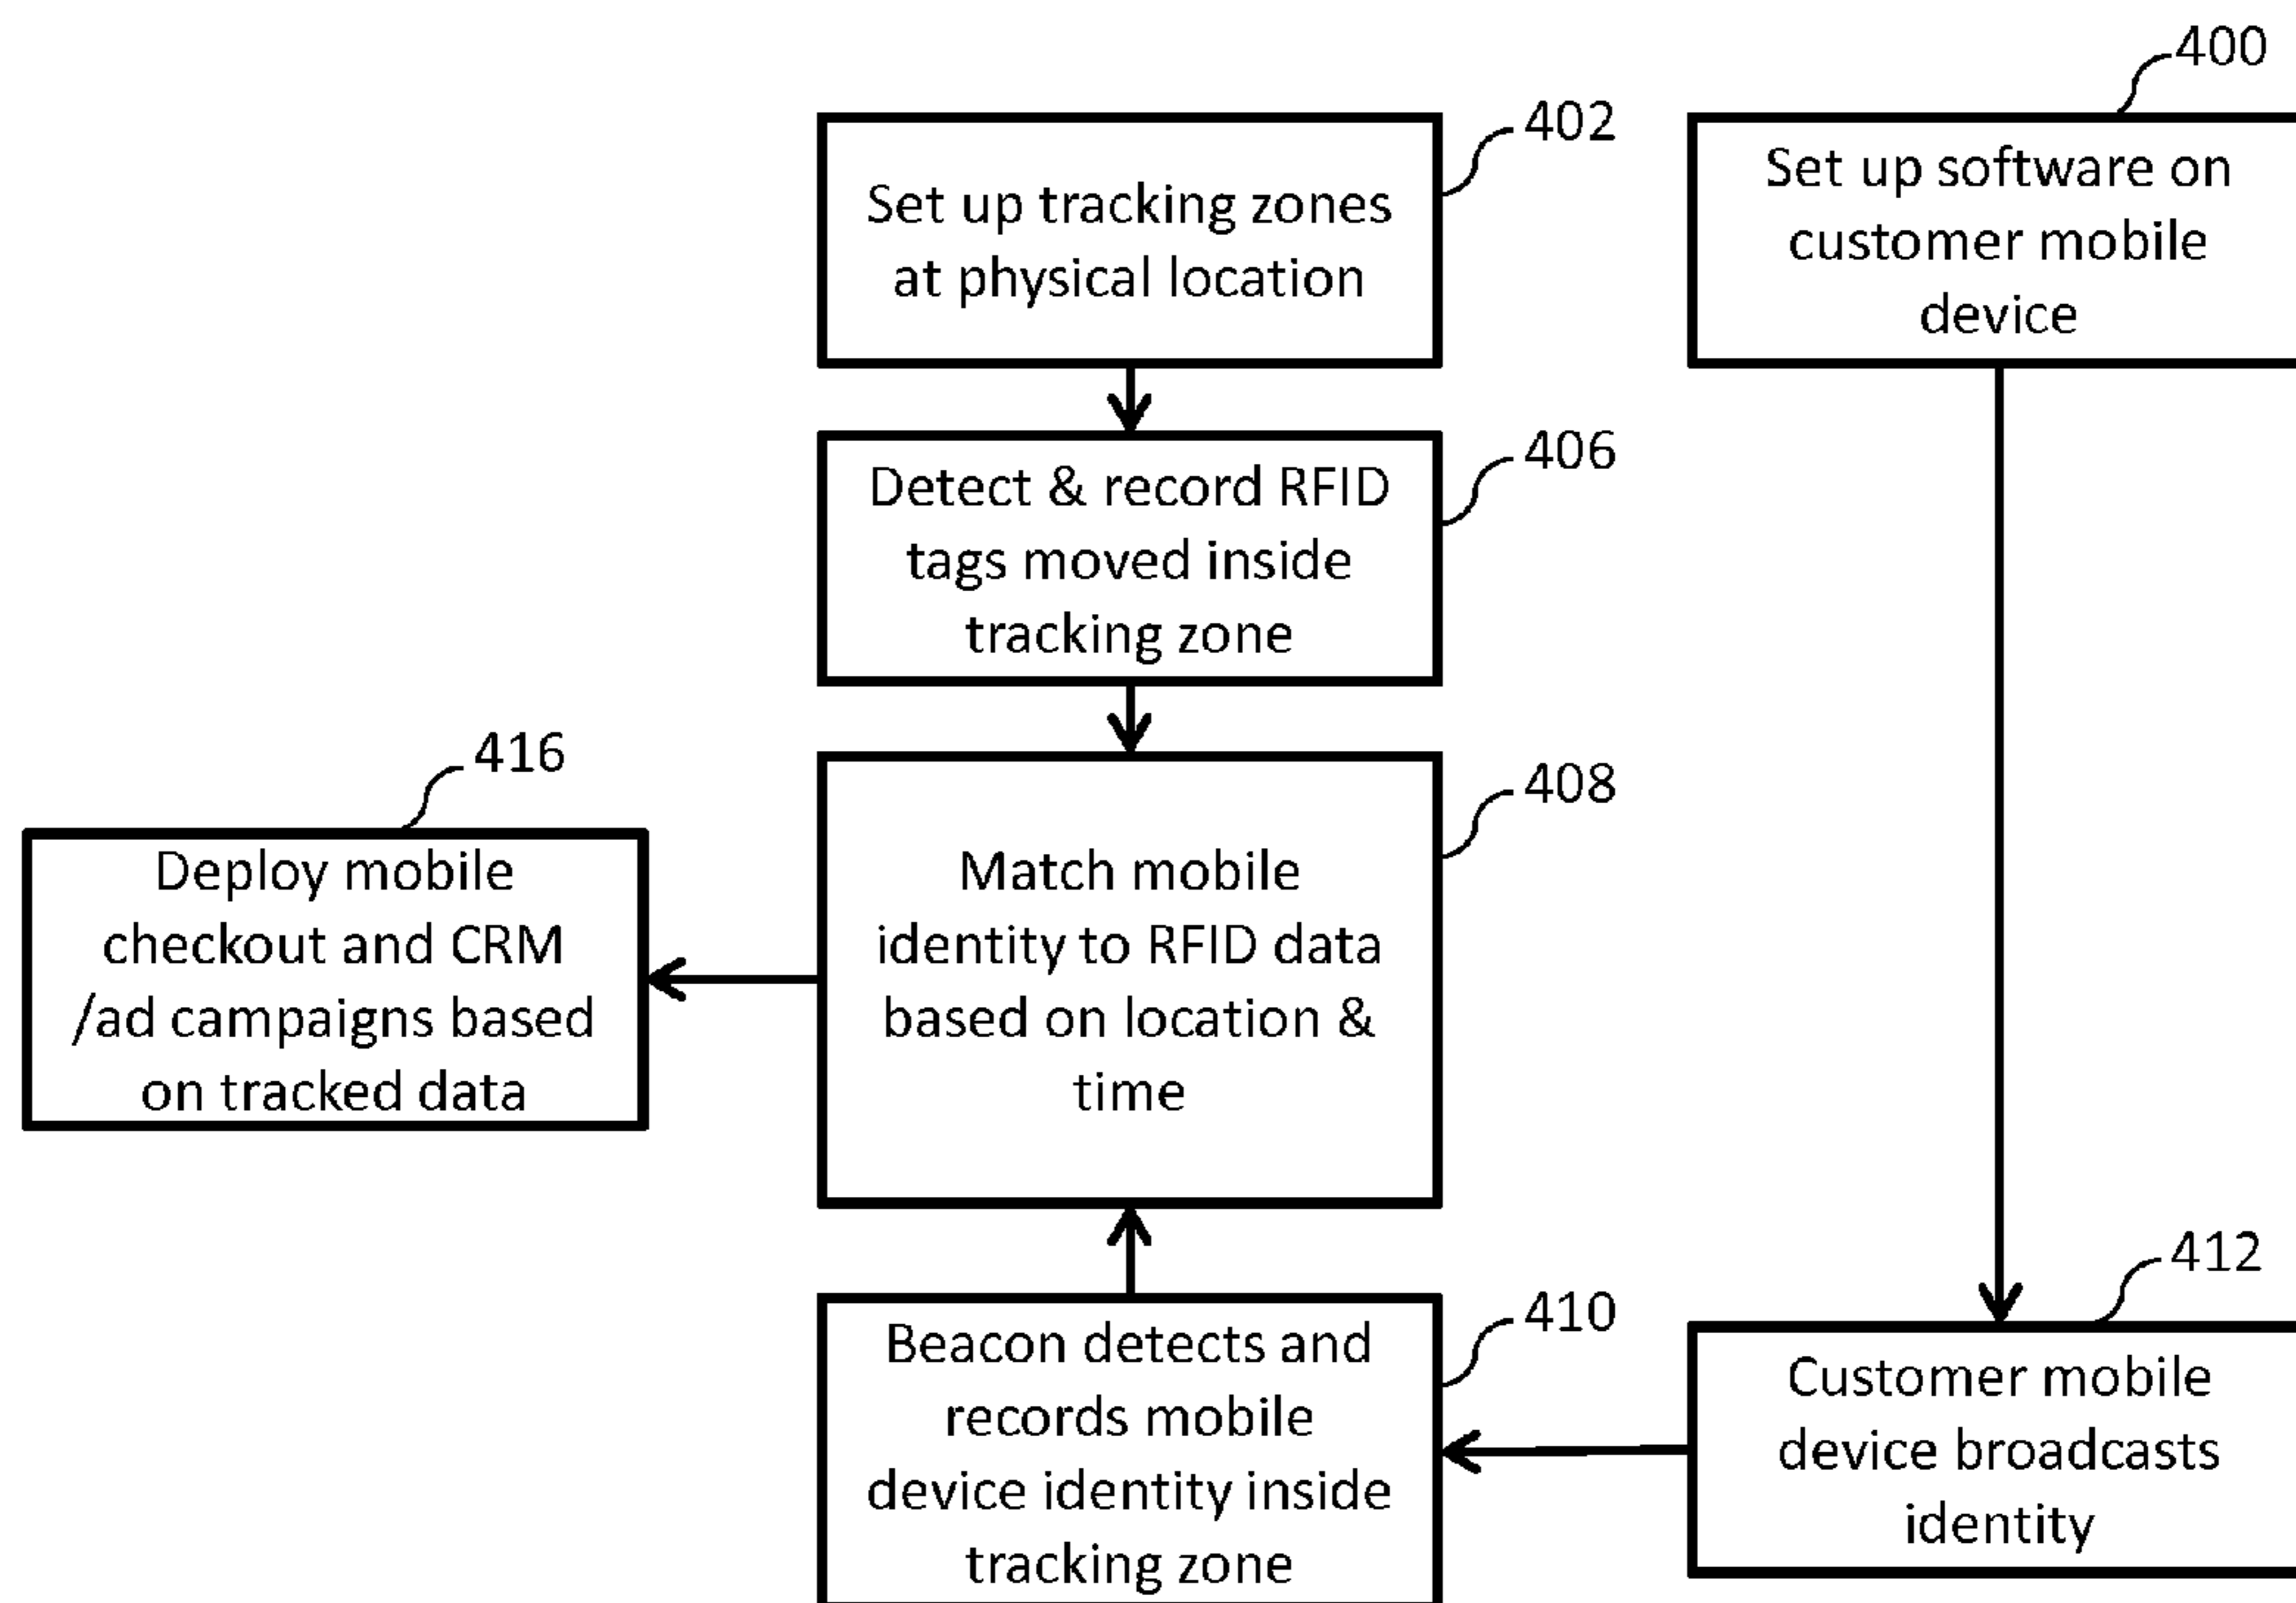 400
Set up software on
customer mobile
device
402
Set up tracking zones
at physical location
406
Detect & record RFID
tags moved inside
tracking zone
408
Match mobile
identity to RFID data
based on location &
time
416
Deploy mobile
checkout and CRM
/ad campaigns based
on tracked data
410
Beacon detects and
records mobile
device identity inside
tracking zone
412
Customer mobile
device broadcasts
identity